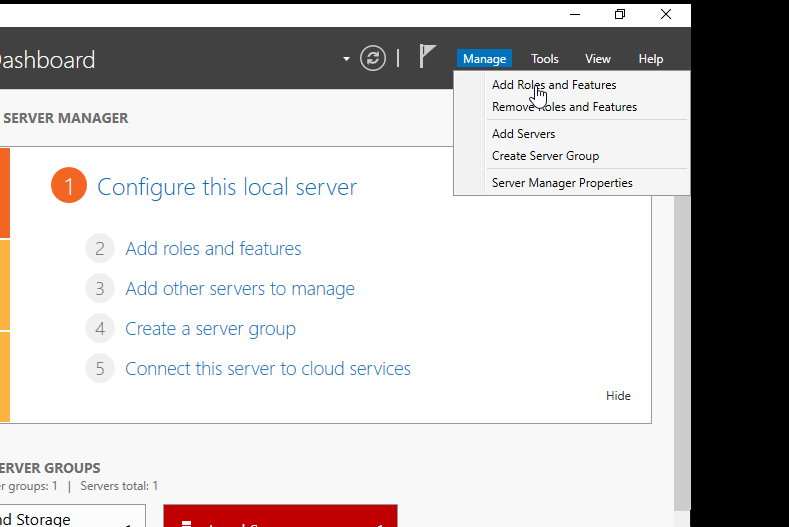 ashboard
Manage Tools View Help
Add Roles and Features
Remove Roles and Features
Add Servers
Create Server Group
Server Manager Properties
SERVER MANAGER
1 Configure this local server
2 Add roles and features
3 Add other servers to manage
4 Create a server group
5 Connect this server to cloud services
Hide
ERVER GROUPS
er groups: 1 | Servers total: 1
nd Storage